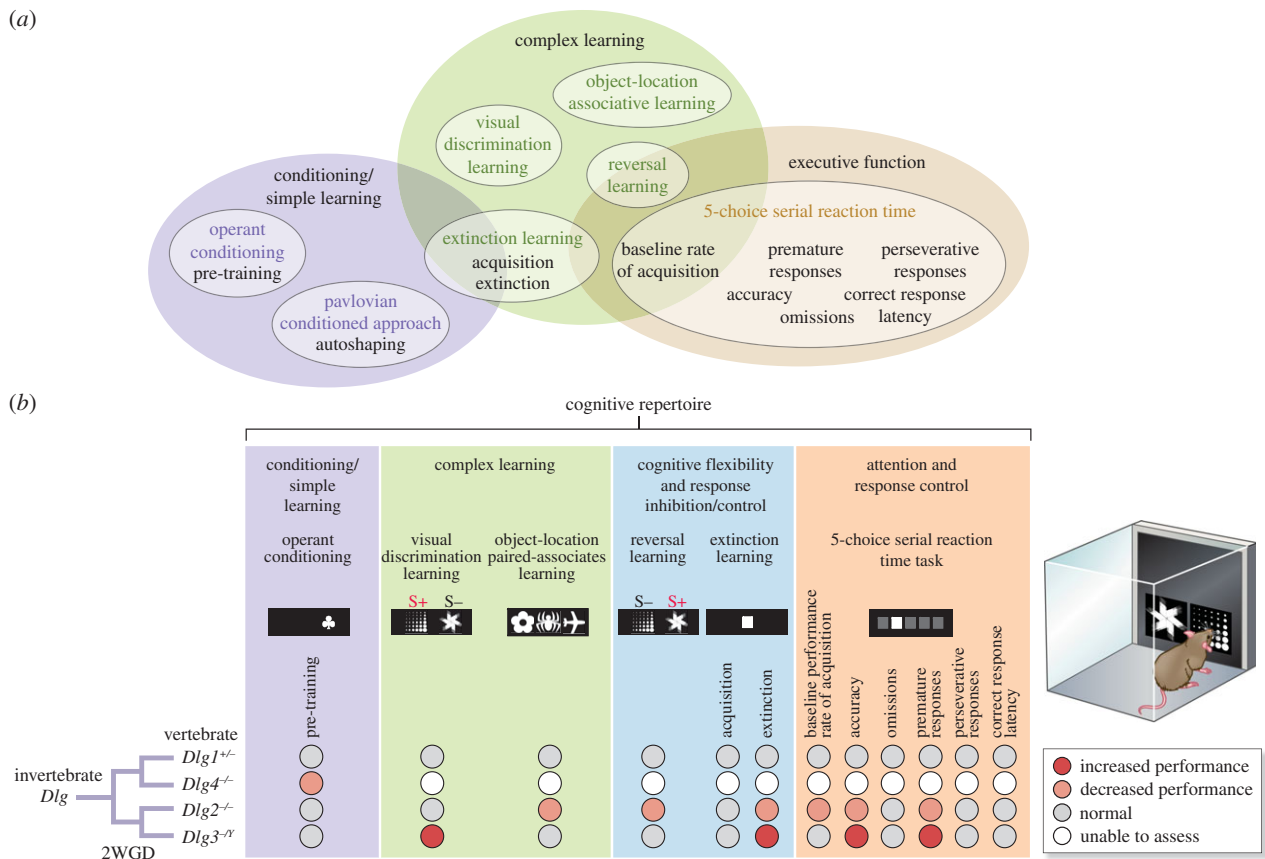 (a)
complex learning
object-location
associative learning
visual
discrimination
learning
reversal
learning
executive function
conditioning/
simple learning
5-choice serial reaction time
operant
conditioning
pre-training
extinction learning
acquisition
extinction
baseline rate
of acquisition
premature
responses
perseverative
responses
accuracy
correct response
latency
omissions
pavlovian
conditioned approach
autoshaping
(b)
cognitive repertoire
conditioning/
simple
learning
complex learning
cognitive flexibility
and response
inhibition/control
attention and
response control
operant
conditioning
visual
discrimination
learning
object-location
paired-associates
learning
reversal
learning
extinction
learning
5-choice serial reaction
time task
S+ S–
S– S+
pre-training
acquisition
extinction
baseline performance
rate of acquisition
accuracy
omissions
premature
responses
perseverative
responses
correct response
latency
vertebrate
Dlg1+/–
invertebrate
Dlg
Dlg4–/–
Dlg2–/–
Dlg3–/Y
2WGD
increased performance
decreased performance
normal
unable to assess